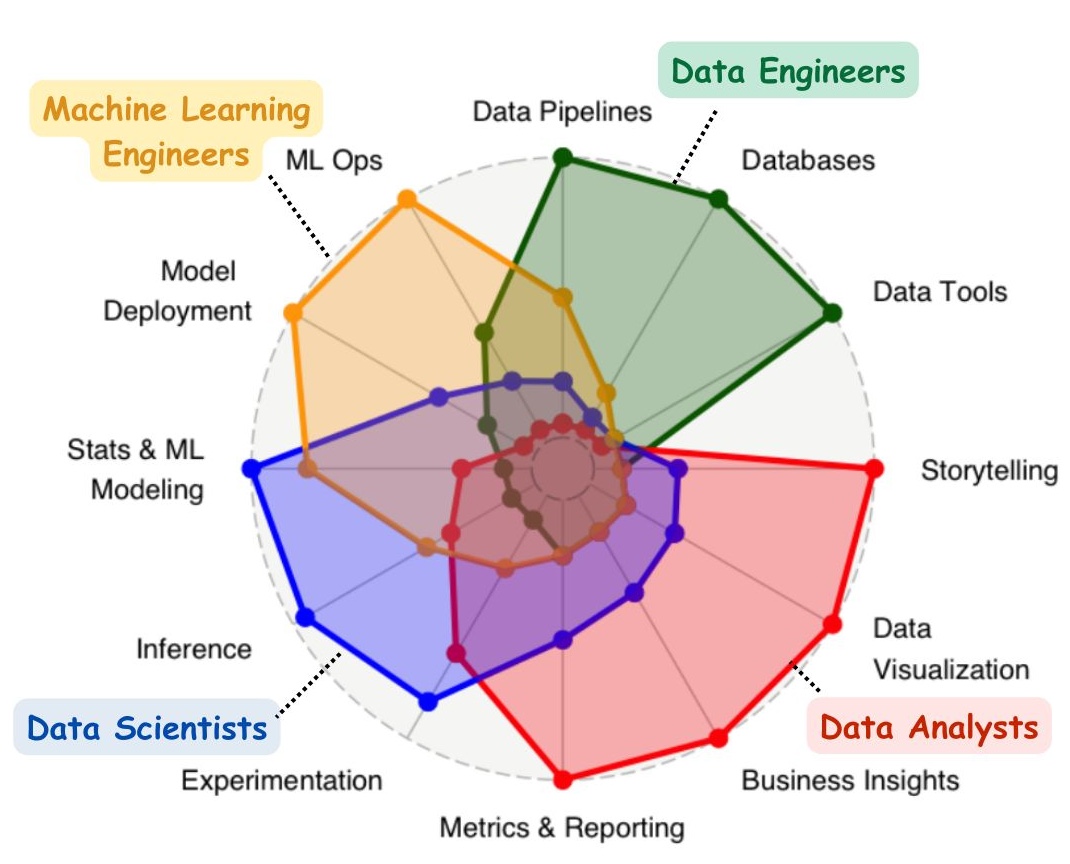 Data Engineers
Machine Learning
Engineers
Data Pipelines
ML Ops
Databases
Model
Deployment
Data Tools
Stats & ML
Modeling
Storytelling
Inference
Data
Visualization
Data Scientists
Data Analysts
Experimentation
Business Insights
Metrics & Reporting